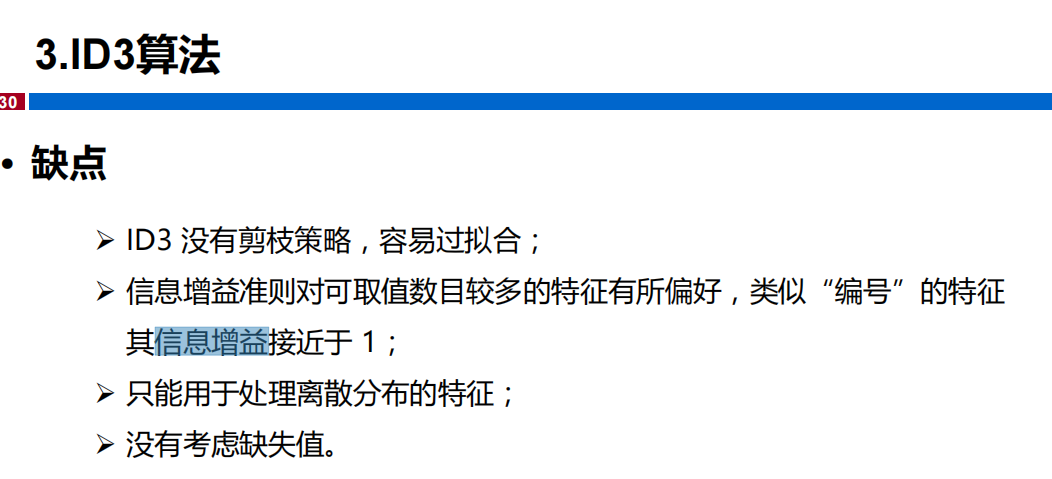 3.ID3算法
30
• 缺点
➢ ID3 没有剪枝策略，容易过拟合；
➢ 信息增益准则对可取值数目较多的特征有所偏好，类似“编号”的特征
其信息增益接近于 1；
➢ 只能用于处理离散分布的特征；
➢ 没有考虑缺失值。